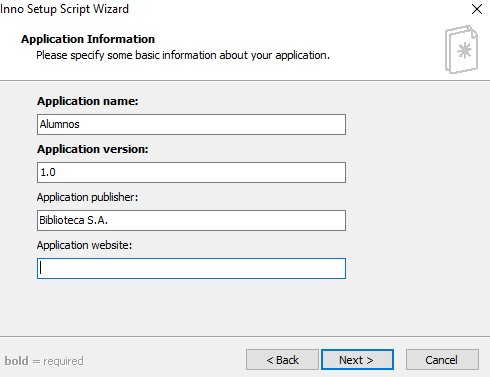 Inno Setup Script Wizard
Application Information
Please specify some basic information about your application.
Application name:
Alumnos
Application version:
1.0
Application publisher:
Biblioteca S.A.
Application website:
bold = required
< Back
Next >
Cancel